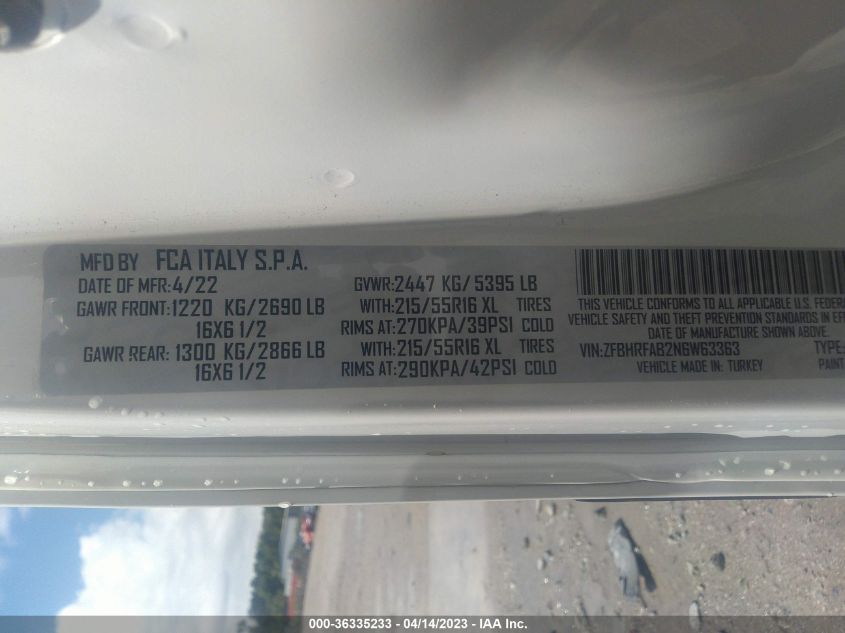 MFD BY FCA ITALY S.P.A.
DATE OF MFR: 4/22 GVWR: 2447 KG/ 5395 LB
GAWR FRONT: 1220 KG/2690 LB WITH: 215/55R16 XL TIRES
16X6 1/2 RIMS AT: 270KPA/39PSI COLD
GAWR REAR: 1300 KG/2866 LB WITH: 215/55R16 XL TIRES
16X6 1/2 RIMS AT: 290KPA/42PSI COLD
THIS VEHICLE CONFORMS TO ALL APPLICABLE U.S. FEDER
VEHICLE SAFETY AND THEFT PREVENTION STANDARDS IN EF
DATE OF MANUFACTURE SHOWN ABOVE.
VIN: ZFBHRFAB2N6W63363 TYPE:
VEHICLE MADE IN: TURKEY PAIN
000-36335233 - 04/14/2023 - IAA Inc.